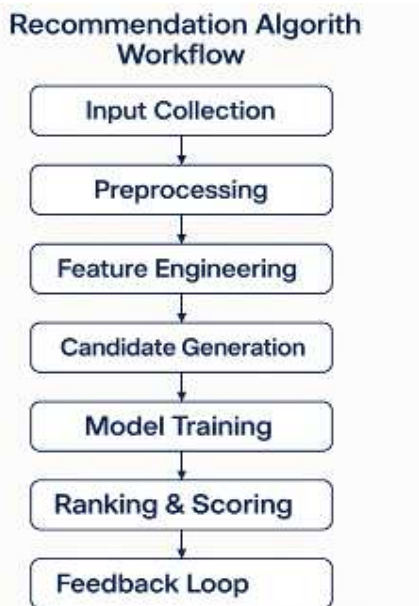 Recommendation Algorith
Workflow
Input Collection
Preprocessing
Feature Engineering
Candidate Generation
Model Training
Ranking & Scoring
Feedback Loop